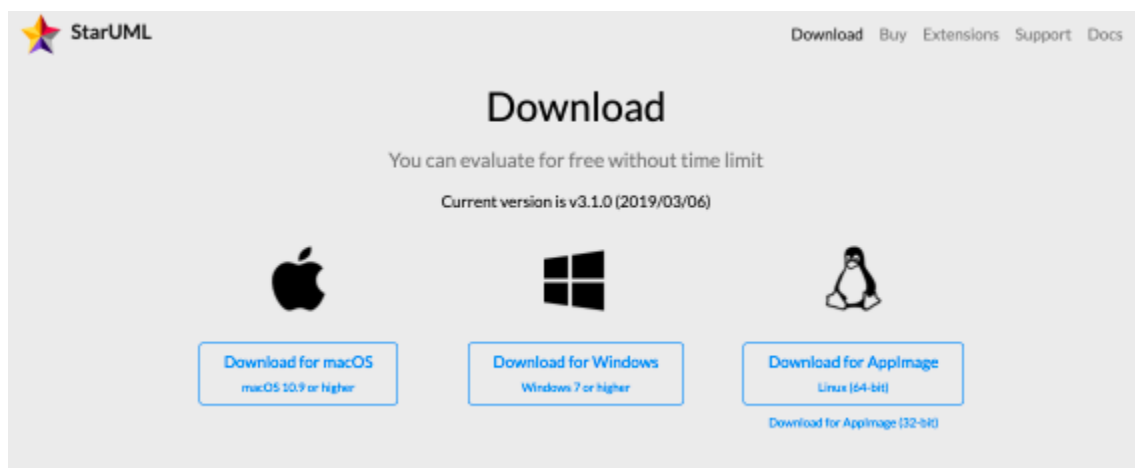 StarUML
Download Buy Extensions Support Docs
Download
You can evaluate for free without time limit
Current version is v3.1.0 (2019/03/06)
Download for macOS
macOS 10.9 or higher
Download for Windows
Windows 7 or higher
Download for AppImage
Linux (64-bit)
Download for AppImage (32-bit)